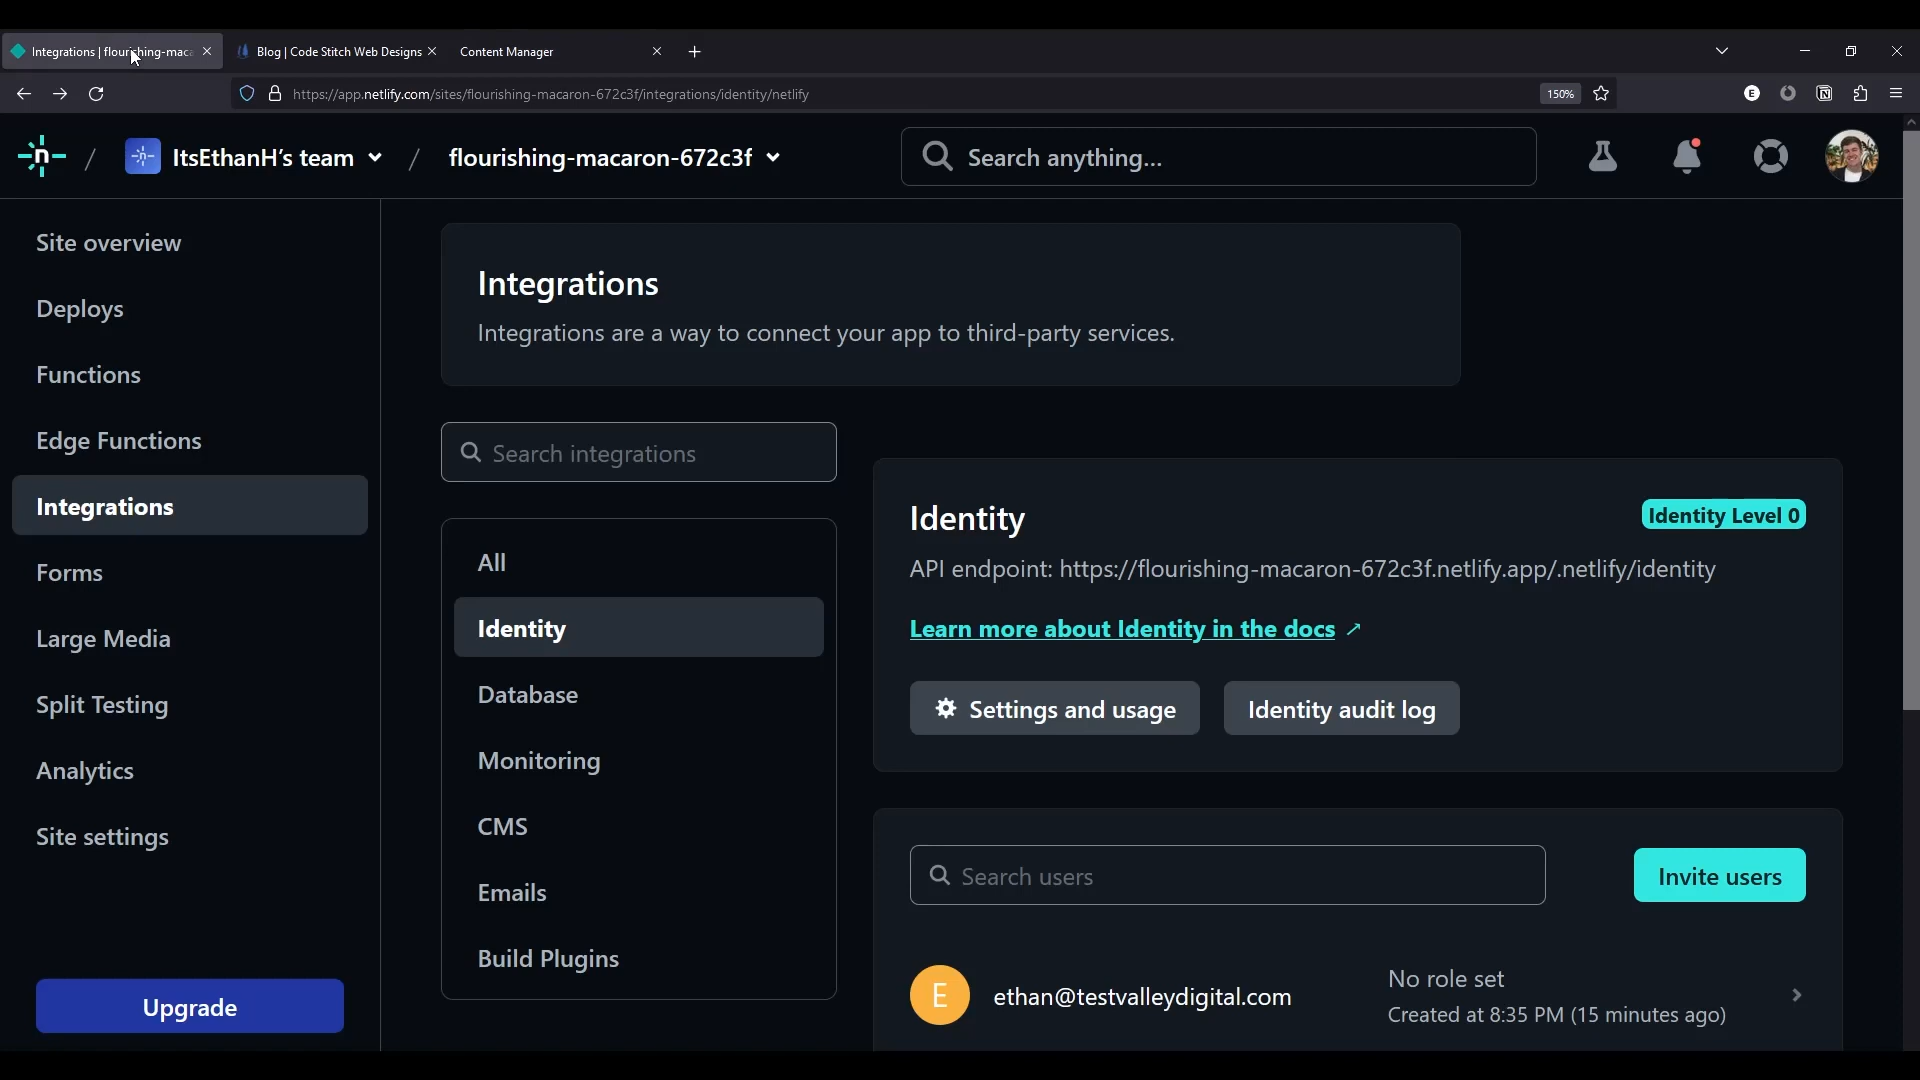 Integrations | flourishing-maca
Blog | Code Stitch Web Designs
Content Manager
https://app.netlify.com/sites/flourishing-macaron-672c3f/integrations/identity/netlify
150%
E
n
/
ItsEthanH's team
/
flourishing-macaron-672c3f
Search anything...
Site overview
Deploys
Functions
Edge Functions
Integrations
Forms
Large Media
Split Testing
Analytics
Site settings
Upgrade
Integrations
Integrations are a way to connect your app to third-party services.
Search integrations
All
Identity
Database
Monitoring
CMS
Emails
Build Plugins
Identity
Identity Level 0
API endpoint: https://flourishing-macaron-672c3f.netlify.app/.netlify/identity
Learn more about Identity in the docs
Settings and usage
Identity audit log
Search users
Invite users
E
ethan@testvalleydigital.com
No role set
Created at 8:35 PM (15 minutes ago)